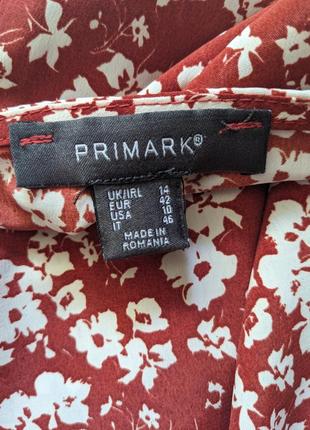 PRIMARK®
UK/IRL 14
EUR 42
USA 10
IT 46
MADE IN
ROMANIA